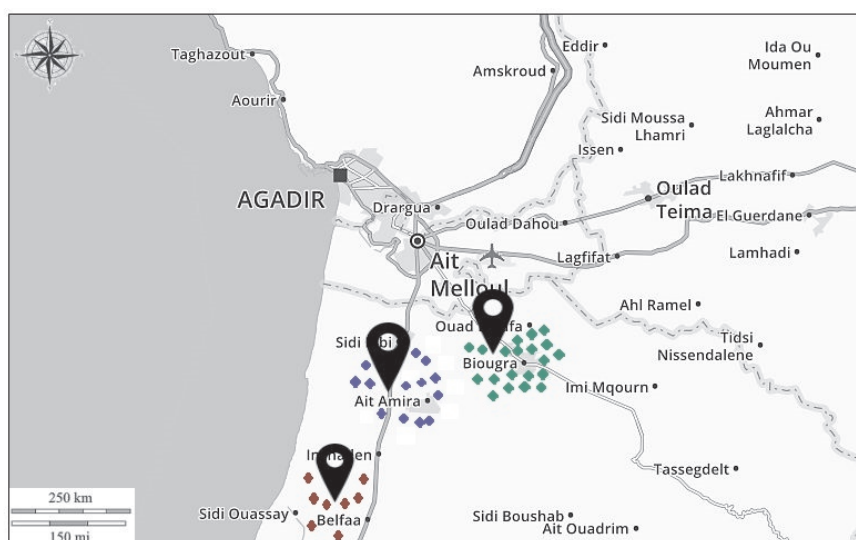 Taghazout
Eddir
Ida Ou
Moumen
Amskroud
Aourir
Sidi Moussa
Lhamri
Ahmar
Laglalcha
Issen
AGADIR
Drargua
Oulad
Teima
Lakhnafif
Oulad Dahou
El Guerdane
Ait
Melloul
Lagfifat
Lamhadi
Ahl Ramel
Sidi
Biougra
Tidsi
Nissendalene
Ait Amira
Imi Mqourn
Tassegdelt
250 km
150 mi
Sidi Ouassay
Belfaa
Sidi Boushab
Ait Ouadrim